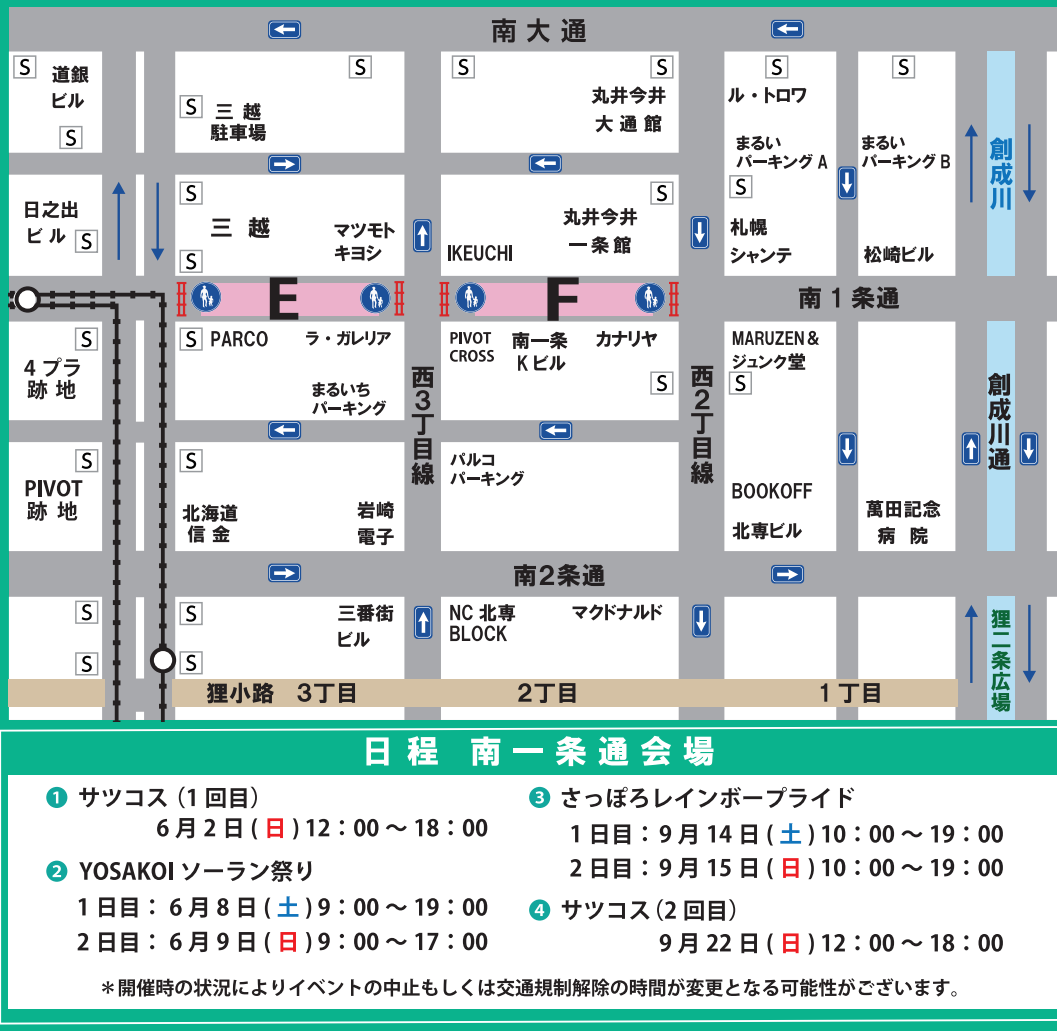 南大通
S
道銀
ビル
S
S
S
三 越
駐車場
S
S
丸井今井
大 通 館
S
ル・トロワ
まるい
パーキング A
S
まるい
パーキング B
創成川
日之出
ビ ル
S
S
三 越
S
マツモト
キヨシ
IKEUCHI
S
丸井今井
一 条 館
S
札幌
シャンテ
松崎ビル
E
F
南 1 条通
S
4 プラ
跡 地
S
PARCO
ラ・ガレリア
まるいち
パーキング
西3丁目線
PIVOT
CROSS
南一条
K ビル
カナリヤ
S
西2丁目線
MARUZEN &
ジュンク堂
S
創成川通
S
PIVOT
跡 地
S
北海道
信 金
岩崎
電子
パルコ
パーキング
BOOKOFF
北専ビル
萬田記念
病 院
南2条通
S
S
S
S
三番街
ビル
NC 北専
BLOCK
マクドナルド
狸二条広場
狸小路 3丁目
2丁目
1丁目
日程 南一条通会場
1 サツコス (1 回目)
6 月 2 日 ( 日 ) 12:00 ～ 18:00
2 YOSAKOI ソーラン祭り
1 日目: 6 月 8 日 ( 土 ) 9:00 ～ 19:00
2 日目: 6 月 9 日 ( 日 ) 9:00 ～ 17:00
3 さっぽろレインボープライド
1 日目: 9 月 14 日 ( 土 ) 10:00 ～ 19:00
2 日目: 9 月 15 日 ( 日 ) 10:00 ～ 19:00
4 サツコス (2 回目)
9 月 22 日 ( 日 ) 12:00 ～ 18:00
＊開催時の状況によりイベントの中止もしくは交通規制解除の時間が変更となる可能性がございます。